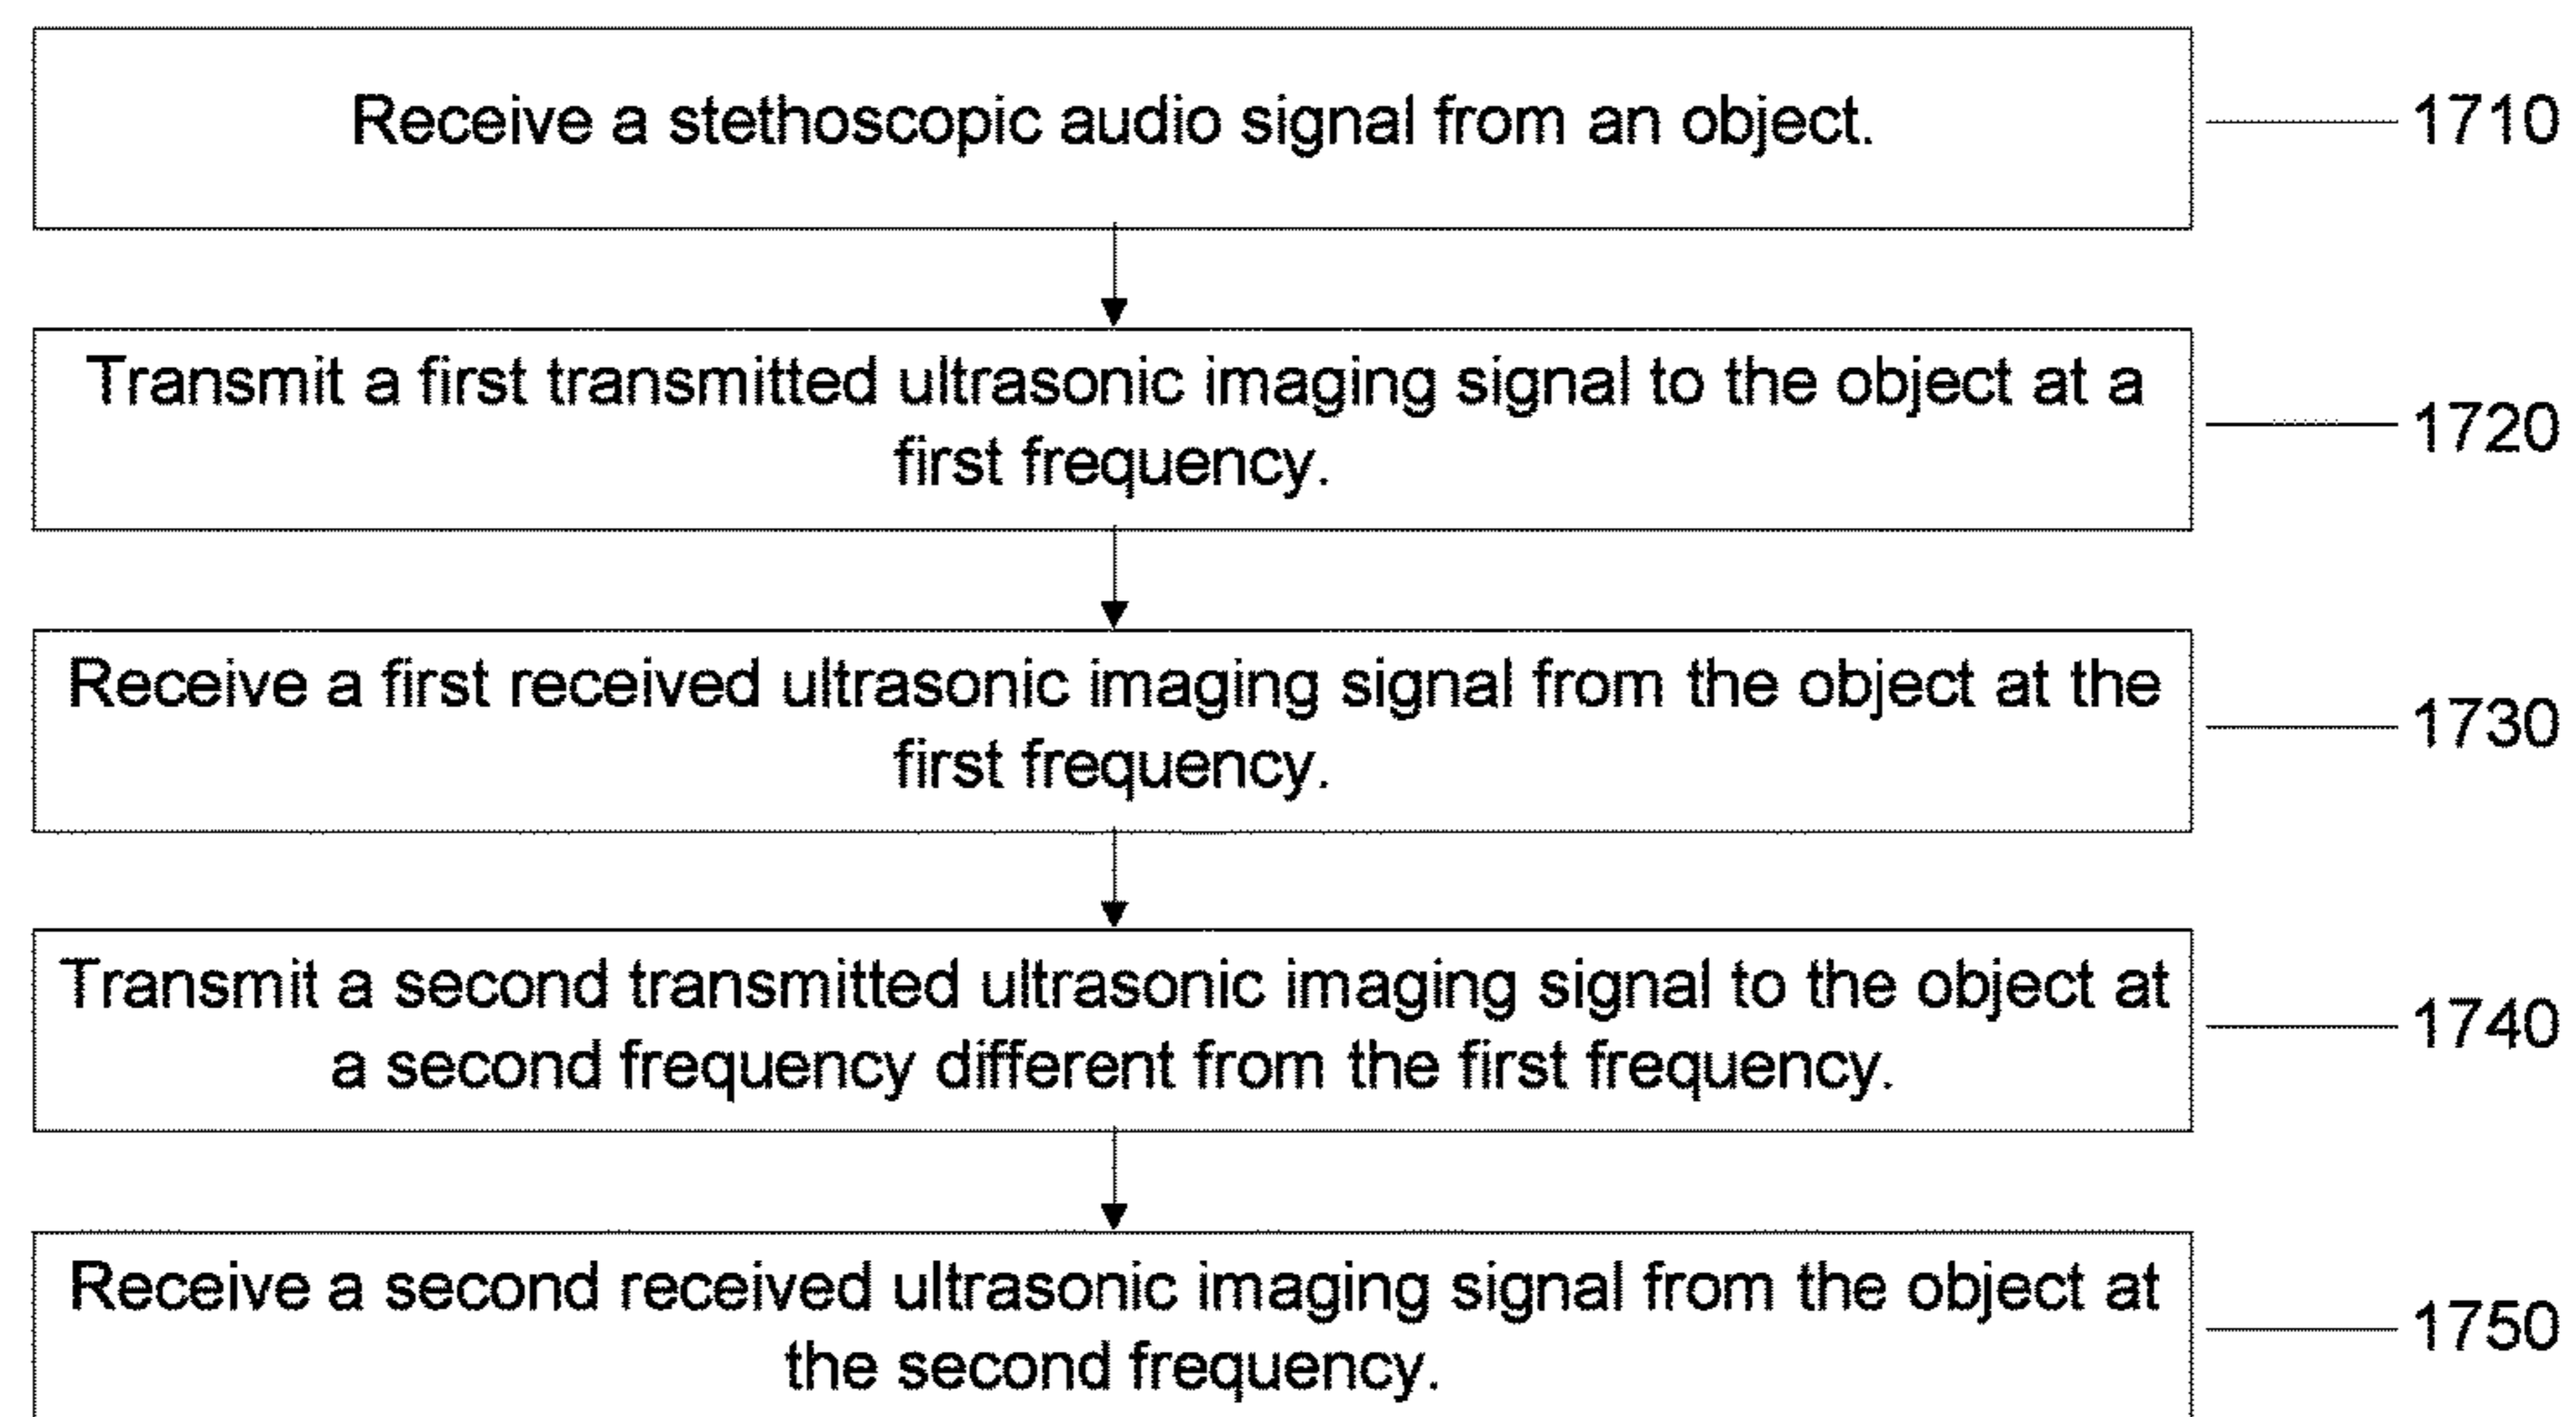 Receive a stethoscopic audio signal from an object.
1710
Transmit a first transmitted ultrasonic imaging signal to the object at a
first frequency.
1720
Receive a first received ultrasonic imaging signal from the object at the
first frequency.
1730
Transmit a second transmitted ultrasonic imaging signal to the object at
a second frequency different from the first frequency.
1740
Receive a second received ultrasonic imaging signal from the object at
the second frequency.
1750